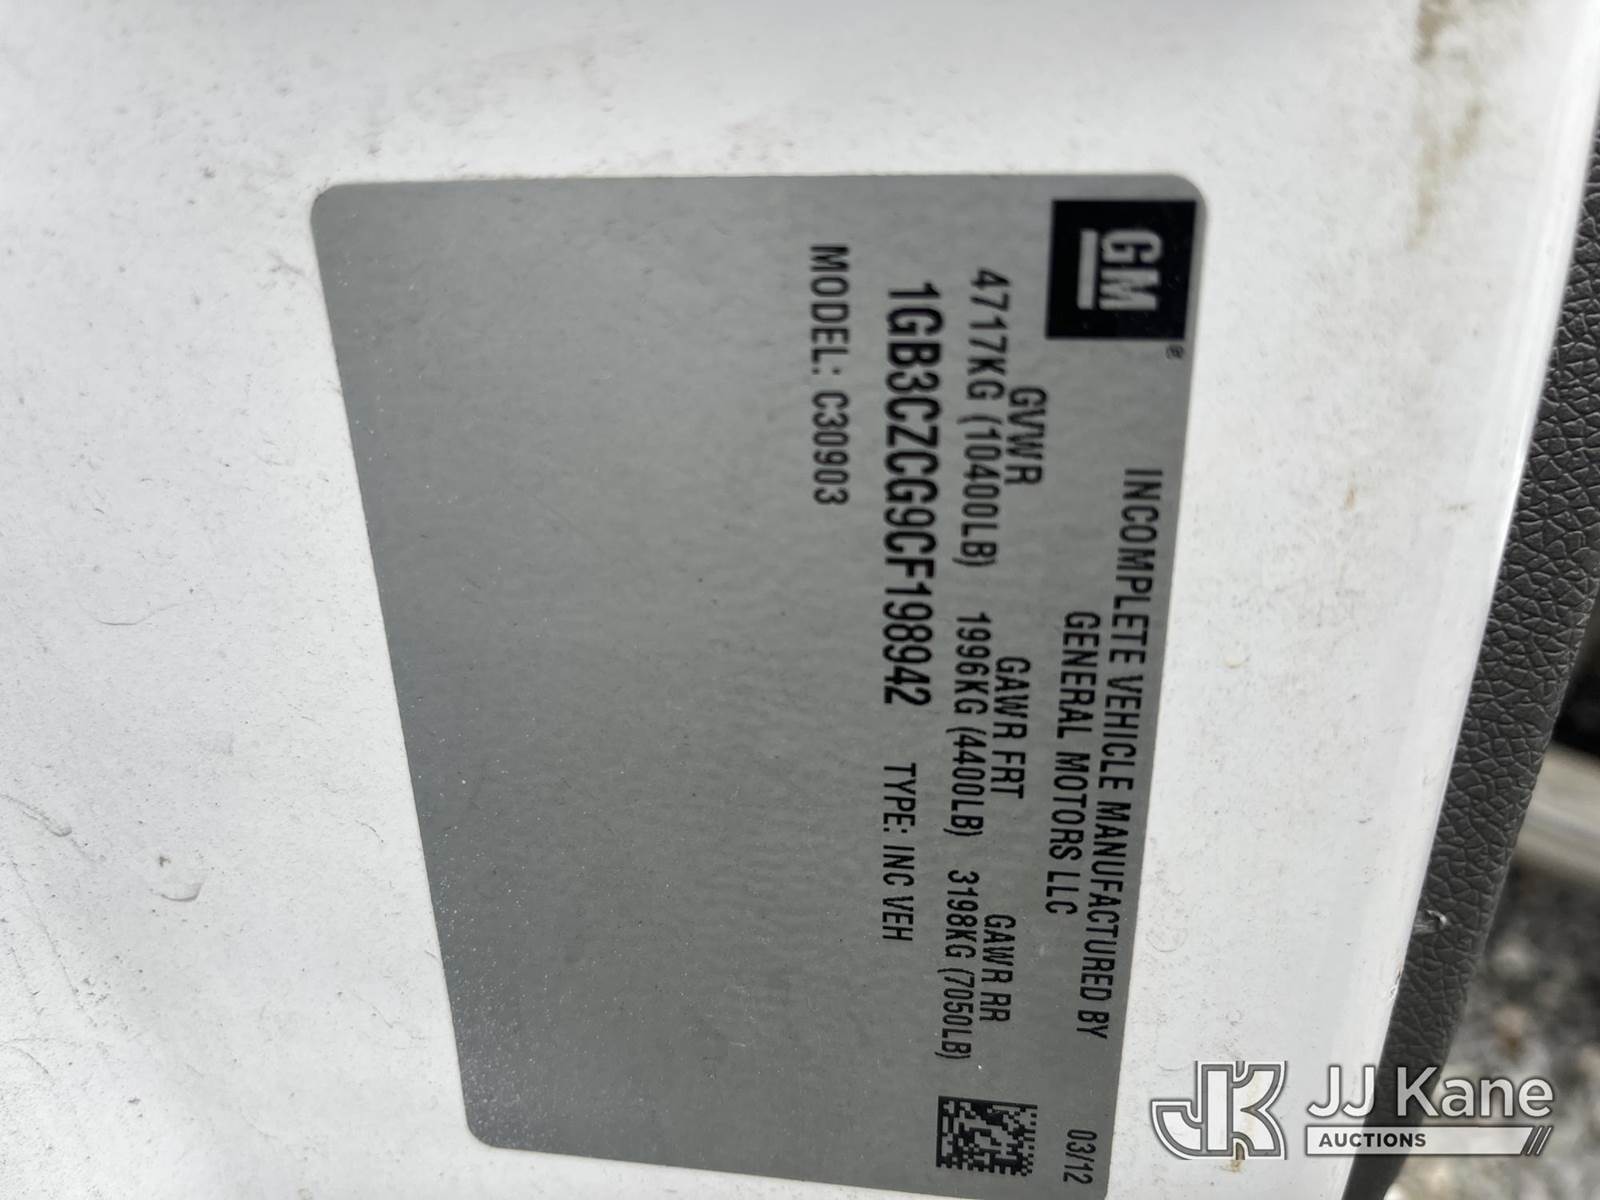 GM®
INCOMPLETE VEHICLE MANUFACTURED BY
GENERAL MOTORS LLC
03/12
GVWR GAWR FRT GAWR RR
4717KG (10400LB) 1996KG (4400LB) 3198KG (7050LB)
1GB3CZCG9CF198942 TYPE: INC VEH
MODEL: C30903
JK JJ Kane
AUCTIONS